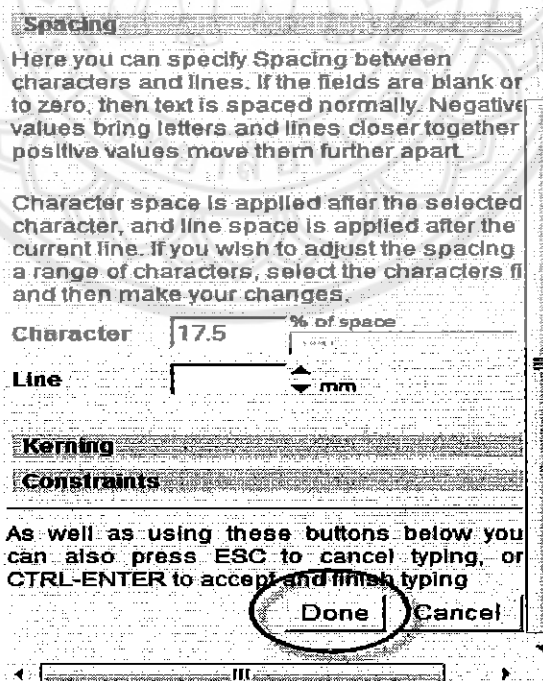 Spacing
Here you can specify Spacing between
characters and lines. If the fields are blank or
to zero, then text is spaced normally. Negative
values bring letters and lines closer together
positive values move them further apart.
Character space is applied after the selected
character, and line space is applied after the
current line. If you wish to adjust the spacing
a range of characters, select the characters fi
and then make your changes.
Character 17.5 % of space
Line mm
Kerning
Constraints
As well as using these buttons below you
can also press ESC to cancel typing, or
CTRL-ENTER to accept and finish typing
Done Cancel